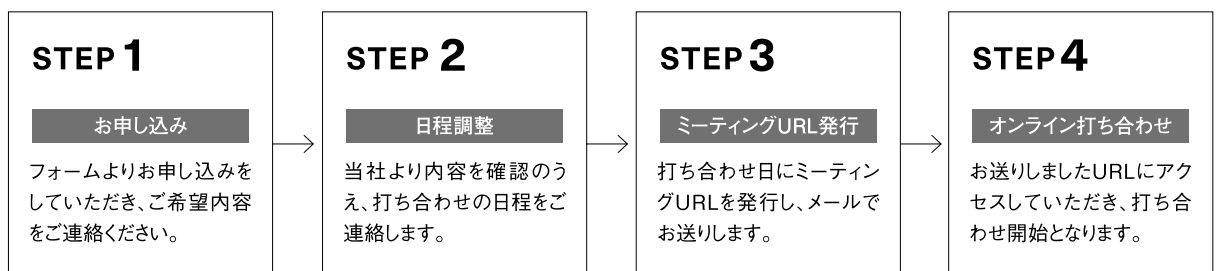 STEP 1
お申し込み
フォームよりお申し込みを
していただき、ご希望内容
をご連絡ください。
STEP 2
日程調整
当社より内容を確認のう
え、打ち合わせの日程をご
連絡します。
STEP 3
ミーティングURL発行
打ち合わせ日にミーティン
グURLを発行し、メールで
お送りします。
STEP 4
オンライン打ち合わせ
お送りしましたURLにアク
セスしていただき、打ち合
わせ開始となります。